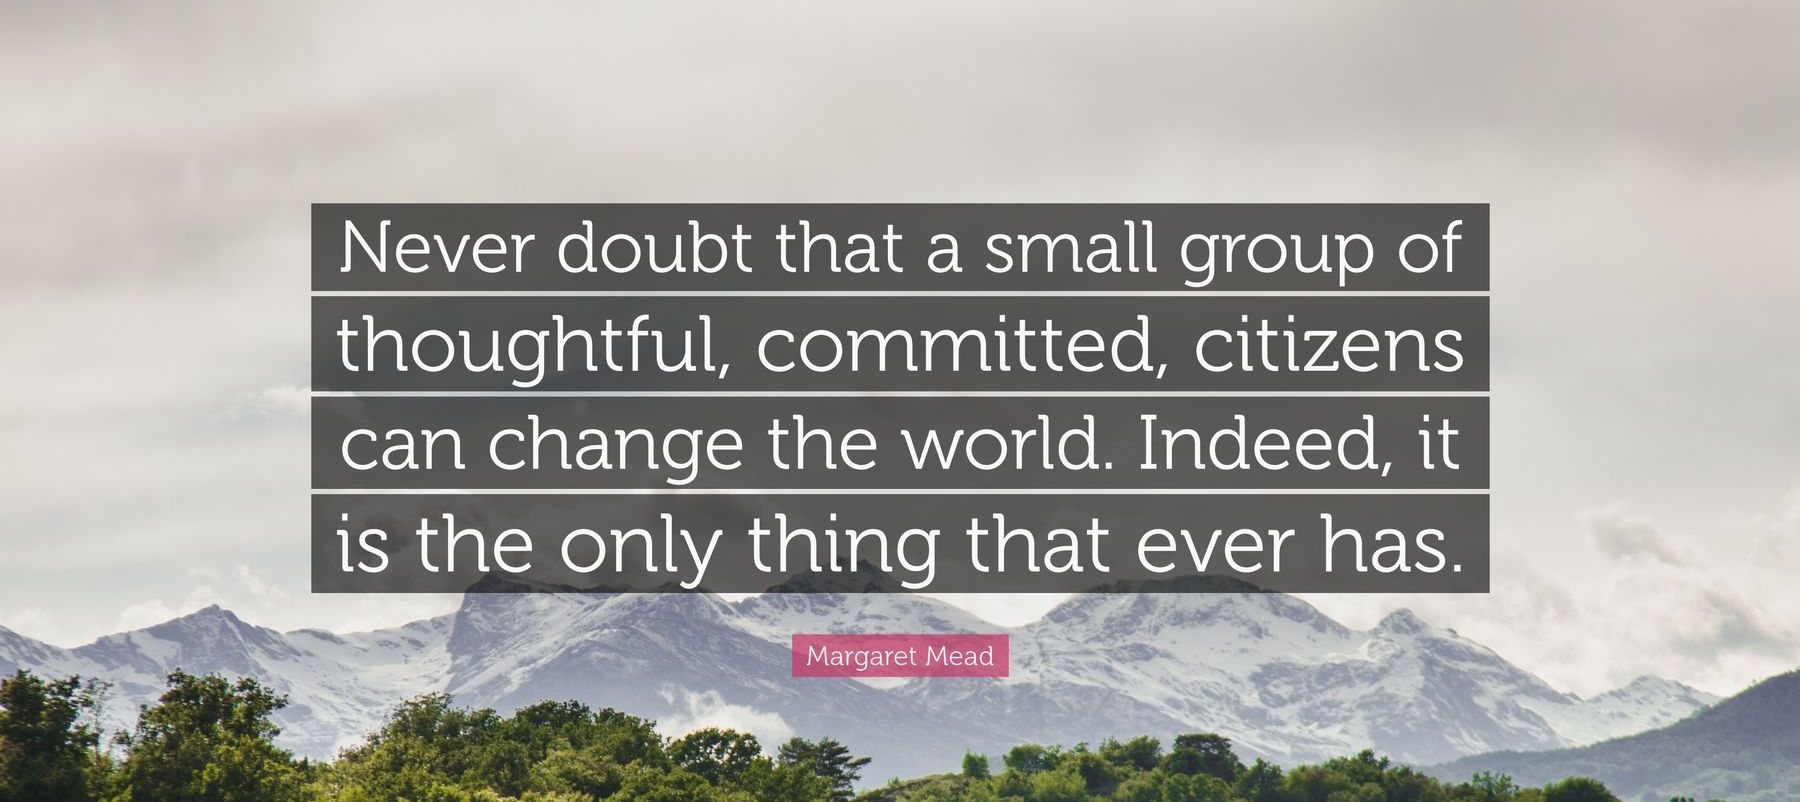 Never doubt that a small group of
thoughtful, committed, citizens
can change the world. Indeed, it
is the only thing that ever has.
Margaret Mead